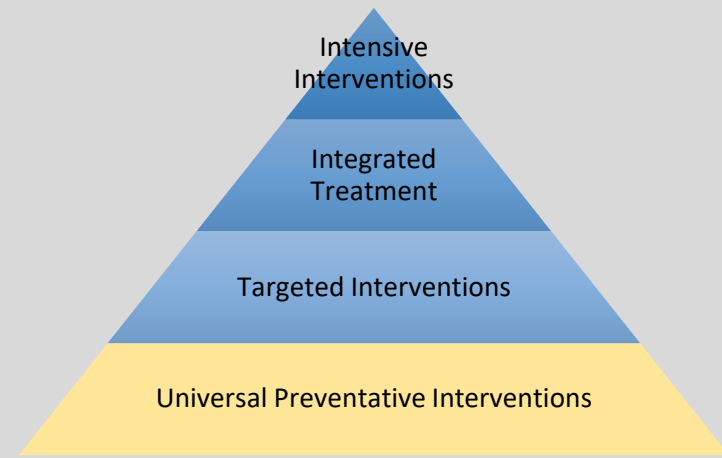 Intensive
Interventions
Integrated
Treatment
Targeted Interventions
Universal Preventative Interventions